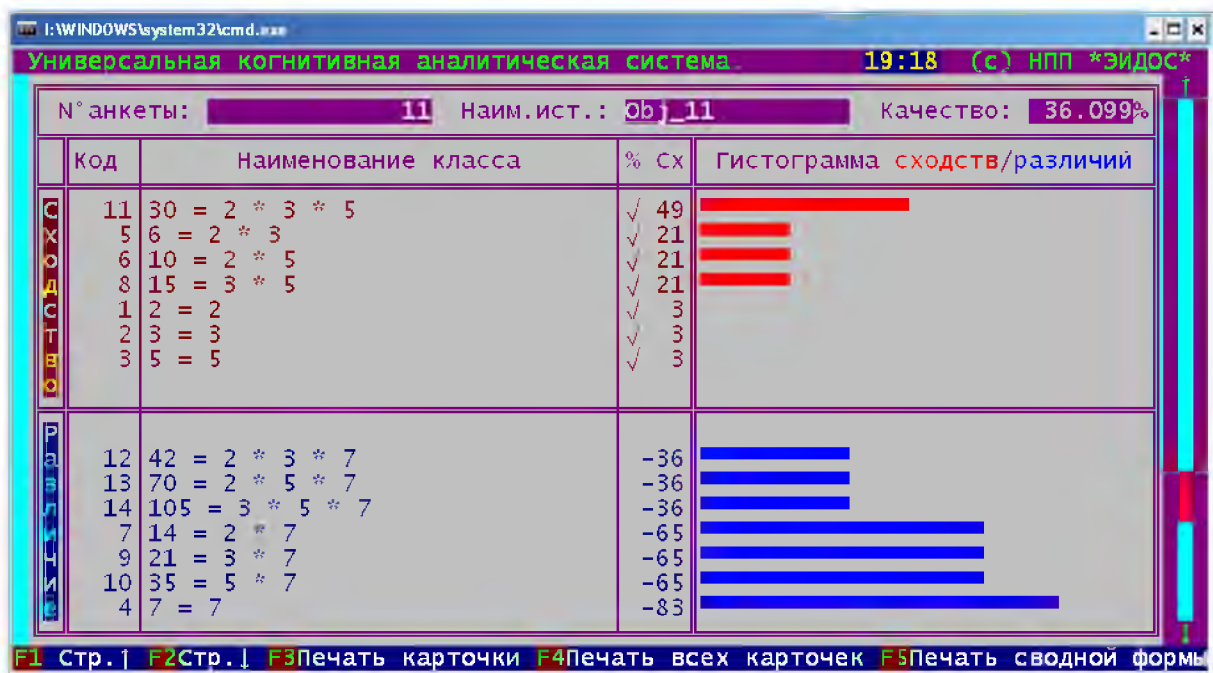 I:\WINDOWS\system32\cmd.exe
Универсальная когнитивная аналитическая система 19:18 (c) НПП *ЭЙДОС*
N°анкеты: 11 Наим.ист.: Obj_11 Качество: 36.099%
Код Наименование класса % Сх Гистограмма сходств/различий
Сходство
11 30 = 2 * 3 * 5 √ 49
5 6 = 2 * 3 √ 21
6 10 = 2 * 5 √ 21
8 15 = 3 * 5 √ 21
1 2 = 2 √ 3
2 3 = 3 √ 3
3 5 = 5 √ 3
Различие
12 42 = 2 * 3 * 7 -36
13 70 = 2 * 5 * 7 -36
14 105 = 3 * 5 * 7 -36
7 14 = 2 * 7 -65
9 21 = 3 * 7 -65
10 35 = 5 * 7 -65
4 7 = 7 -83
F1 Стр.↑ F2Стр.↓ F3Печать карточки F4Печать всех карточек F5Печать сводной формы